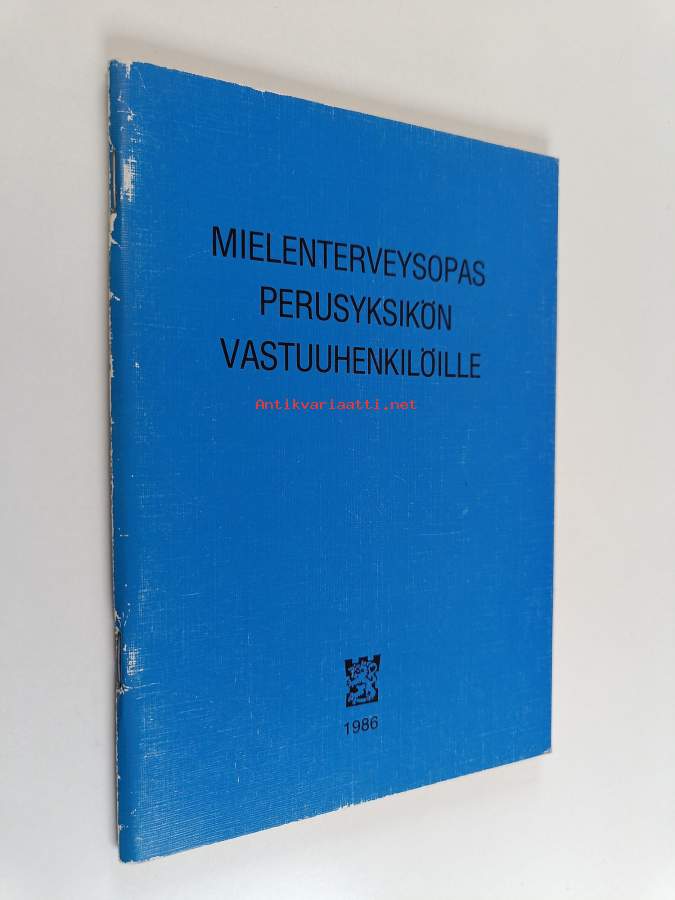 MIELENTERVEYSOPAS
PERUSYKSIKÖN
VASTUUHENKILÖILLE
Antikvariaatti.net
1986